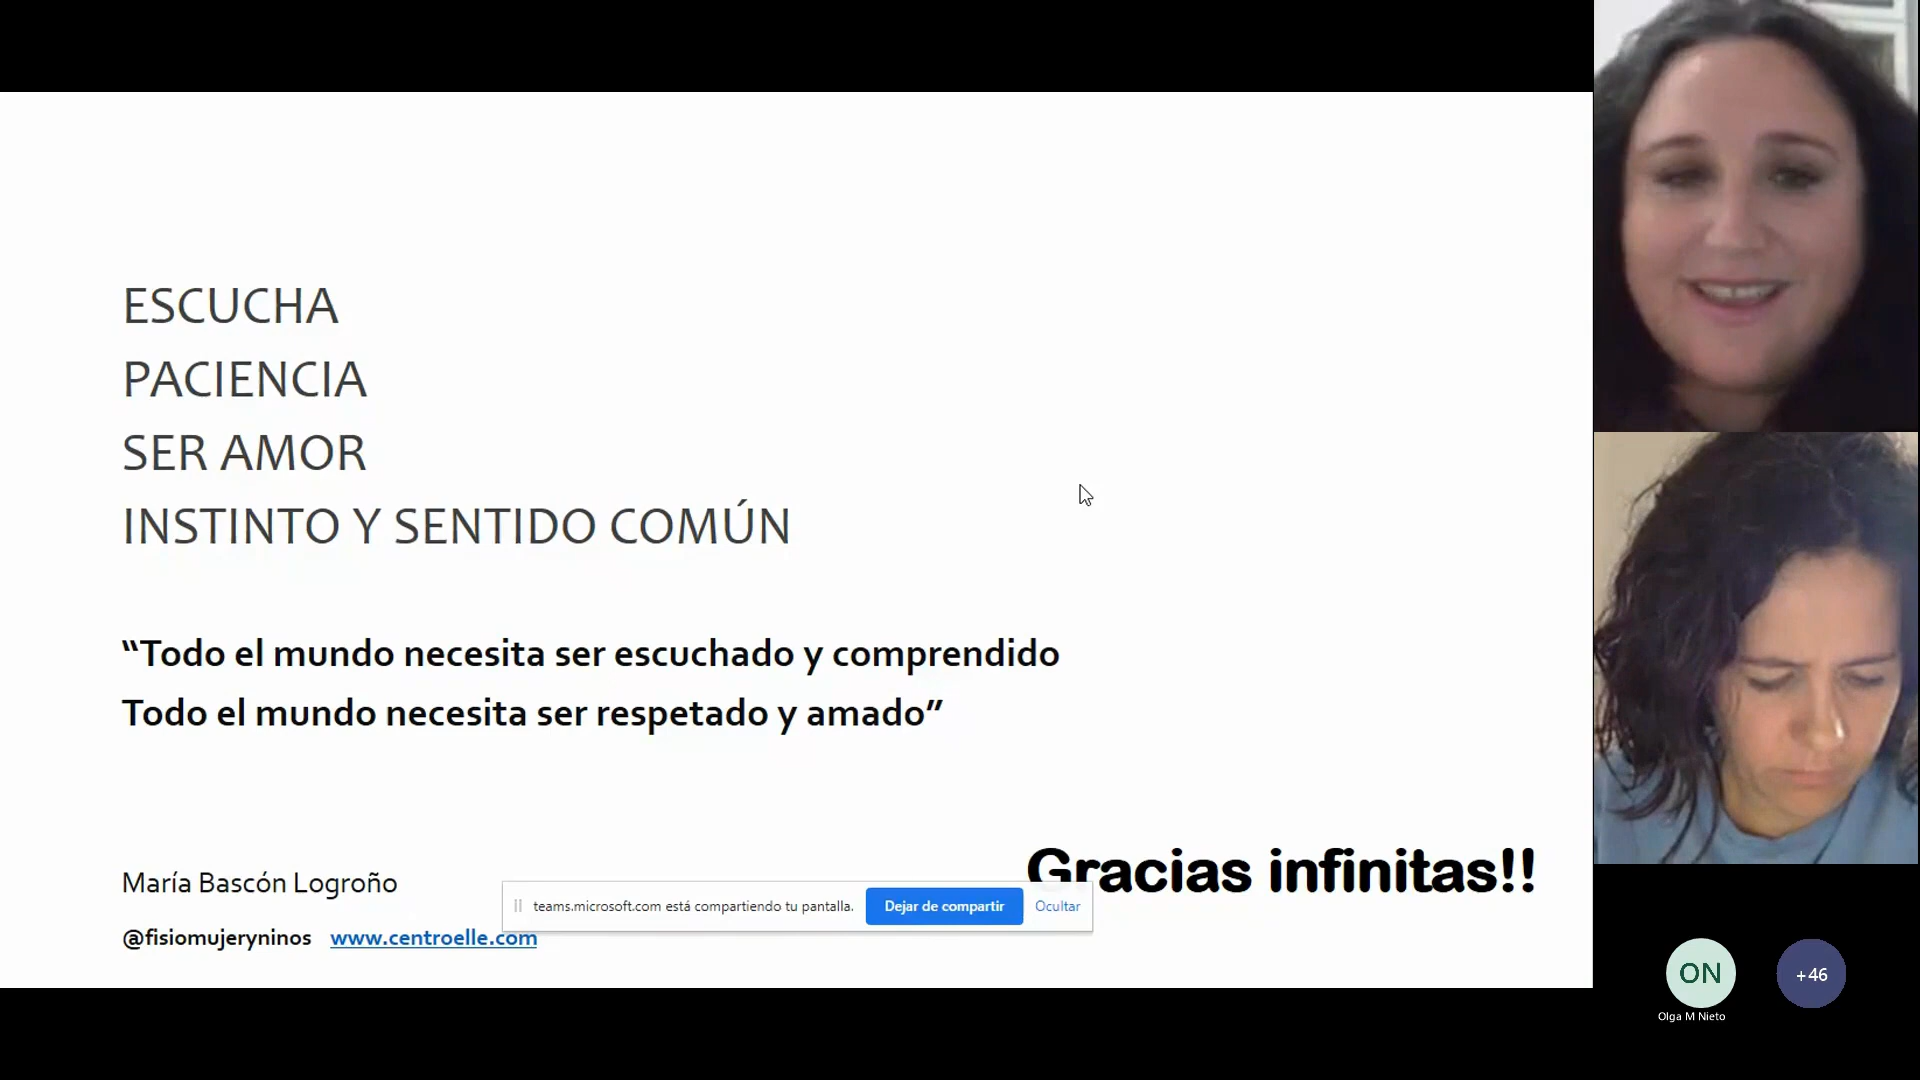 ESCUCHA
PACIENCIA
SER AMOR
INSTINTO Y SENTIDO COMÚN
“Todo el mundo necesita ser escuchado y comprendido
Todo el mundo necesita ser respetado y amado”
Gracias infinitas!!
María Bascón Logroño
teams.microsoft.com está compartiendo tu pantalla. Dejar de compartir Ocultar
@fisiomujeryninos www.centroelle.com
ON +46
Olga M Nieto